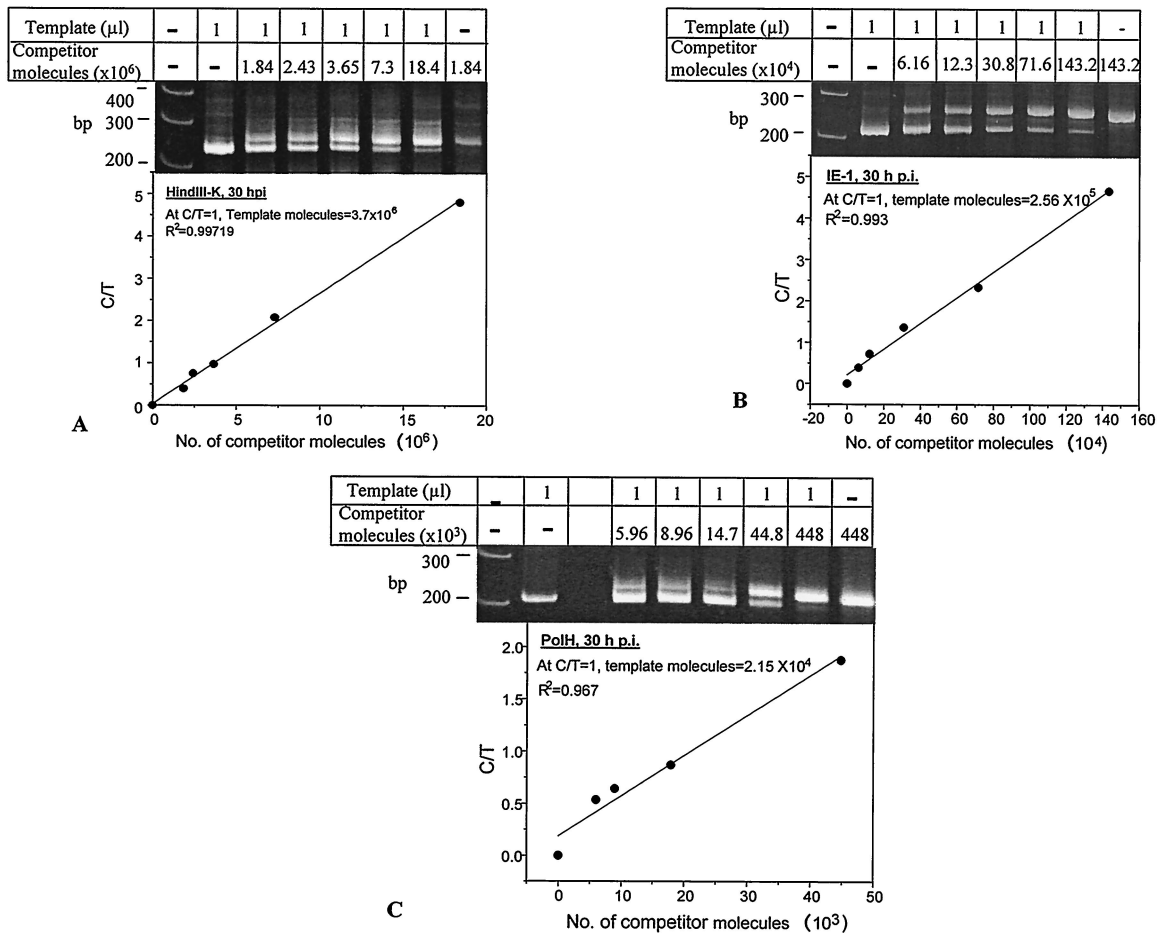 Template (µl) – 1 1 1 1 1 1 –
Competitor
molecules (x10⁶) – – 1.84 2.43 3.65 7.3 18.4 1.84
400
300
bp
200
HindIII-K, 30 hpi
At C/T=1, Template molecules=3.7x10⁶
R²=0.99719
5
4
3
2
1
0
C/T
0 5 10 15 20
No. of competitor molecules (10⁶)
A
Template (µl) – 1 1 1 1 1 1 -
Competitor
molecules (x10⁴) – – 6.16 12.3 30.8 71.6 143.2 143.2
300
bp
200
IE-1, 30 h p.i.
At C/T=1, template molecules=2.56 X10⁵
R²=0.993
5
4
3
2
1
0
C/T
-20 0 20 40 60 80 100 120 140 160
No. of competitor molecules (10⁴)
B
Template (µl) – 1 1 1 1 1 1 –
Competitor
molecules (x10³) – – 5.96 8.96 14.7 44.8 448 448
300
bp
200
PolH, 30 h p.i.
At C/T=1, template molecules=2.15 X10⁴
R²=0.967
2.0
1.5
1.0
0.5
0.0
C/T
0 10 20 30 40 50
No. of competitor molecules (10³)
C